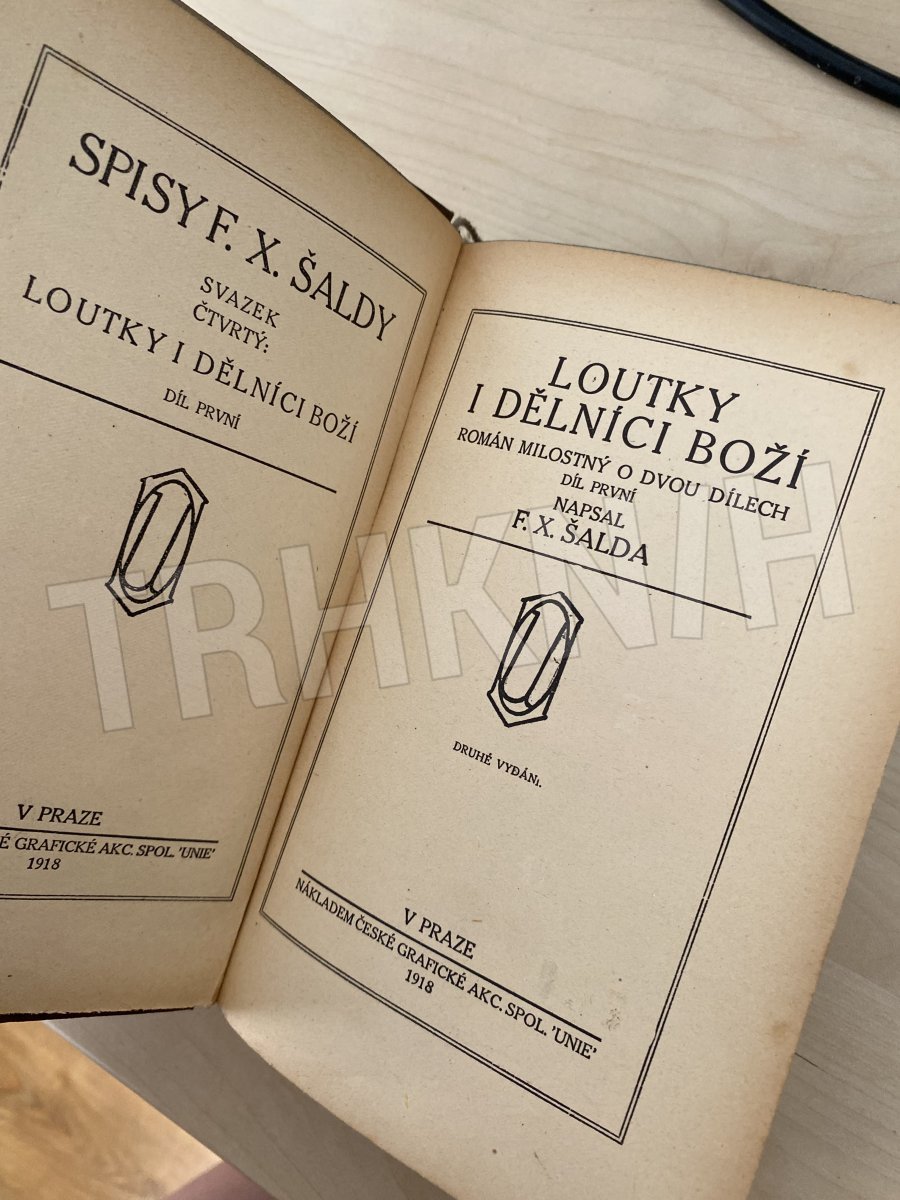 SPISY F. X. ŠALDY
SVAZEK
ČTVRTÝ:
LOUTKY I DĚLNÍCI BOŽÍ
DÍL PRVNÍ
V PRAZE
GRAFICKÉ AKC. SPOL. 'UNIE'
1918
LOUTKY
I DĚLNÍCI BOŽÍ
ROMÁN MILOSTNÝ O DVOU DÍLECH
DÍL PRVNÍ
NAPSAL
F. X. ŠALDA
DRUHÉ VYDÁNí.
V PRAZE
NÁKLADEM ČESKÉ GRAFICKÉ AKC. SPOL. 'UNIE'
1918
TRHKNIH